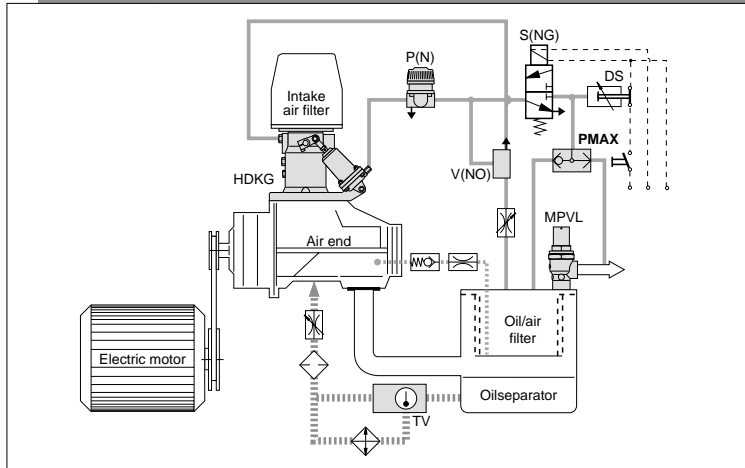 S(NG)
P(N)
DS
Intake
air filter
PMAX
HDKG
V(NO)
MPVL
Air end
Oil/air
filter
Electric motor
Oilseparator
TV